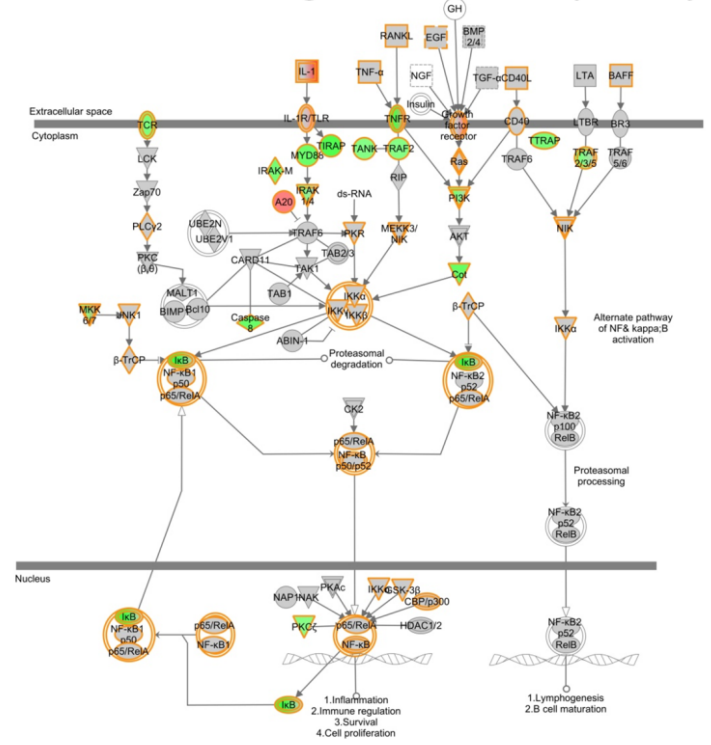 GH
RANKL
EGF
BMP
2/4
IL-1
TNF-α
NGF
TGF-α
CD40L
LTA
BAFF
Insulin
Extracellular space
Cytoplasm
TCR
IL-1R/TLR
TNFR
Growth
factor
receptor
CD40
LTBR
BR3
LCK
MYD88
TIRAP
TANK
TRAF2
Ras
TTRAP
TRAF6
TRAF
2/3/5
TRAF
5/6
Zap70
IRAK-M
IRAK
1/4
RIP
PI3K
A20
ds-RNA
PLCγ2
UBE2N
UBE2V1
TRAF6
PKR
MEKK3/
NIK
AKT
NIK
PKC
(β,θ)
CARD11
TAK1
TAB2/3
Cot
MALT1
BIMP
Bcl10
TAB1
IKKα
IKKγ
IKKβ
β-TrCP
MKK
6/7
JNK1
Caspase
8
ABIN-1
IKKα
Alternate pathway
of NF& kappa;B
activation
β-TrCP
IκB
NF-κB1
p50
p65/RelA
Proteasomal
degradation
IκB
NF-κB2
p52
p65/RelA
CK2
p65/RelA
NF-κB
p50/p52
NF-κB2
p100
RelB
Proteasomal
processing
NF-κB2
p52
RelB
Nucleus
NAP1
NAK
PKAc
IKKα
GSK-3β
CBP/p300
IκB
NF-κB1
p50
p65/RelA
p65/RelA
NF-κB1
PKCζ
p65/RelA
NF-κB
HDAC1/2
NF-κB2
p52
RelB
IκB
1.Inflammation
2.Immune regulation
3.Survival
4.Cell proliferation
1.Lymphogenesis
2.B cell maturation